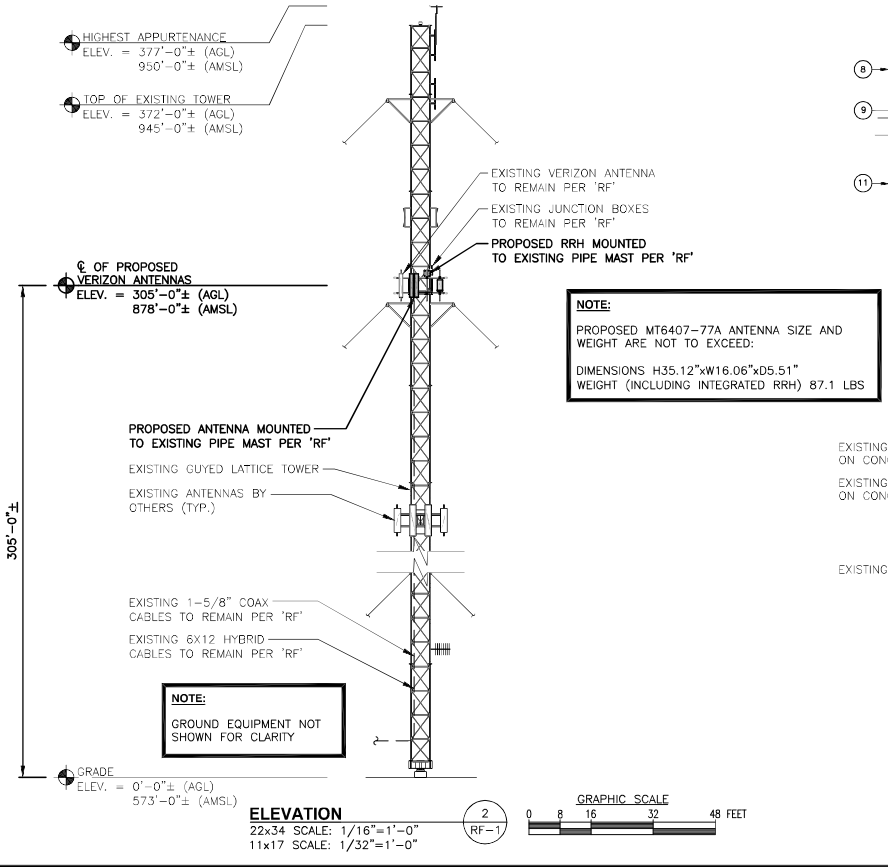 HIGHEST APPURTENANCE
ELEV. = 377'-0"± (AGL)
950'-0"± (AMSL)
TOP OF EXISTING TOWER
ELEV. = 372'-0"± (AGL)
945'-0"± (AMSL)
8
9
11
EXISTING VERIZON ANTENNA
TO REMAIN PER 'RF'
EXISTING JUNCTION BOXES
TO REMAIN PER 'RF'
PROPOSED RRH MOUNTED
TO EXISTING PIPE MAST PER 'RF'
℄ OF PROPOSED
VERIZON ANTENNAS
ELEV. = 305'-0"± (AGL)
878'-0"± (AMSL)
NOTE:
PROPOSED MT6407-77A ANTENNA SIZE AND
WEIGHT ARE NOT TO EXCEED:
DIMENSIONS H35.12"xW16.06"xD5.51"
WEIGHT (INCLUDING INTEGRATED RRH) 87.1 LBS
PROPOSED ANTENNA MOUNTED
TO EXISTING PIPE MAST PER 'RF'
EXISTING GUYED LATTICE TOWER
EXISTING ANTENNAS BY
OTHERS (TYP.)
305'-0"±
EXISTING
ON CON
EXISTING
ON CON
EXISTING
EXISTING 1-5/8" COAX
CABLES TO REMAIN PER 'RF'
EXISTING 6X12 HYBRID
CABLES TO REMAIN PER 'RF'
NOTE:
GROUND EQUIPMENT NOT
SHOWN FOR CLARITY
GRADE
ELEV. = 0'-0"± (AGL)
573'-0"± (AMSL)
ELEVATION
22x34 SCALE: 1/16"=1'-0"
11x17 SCALE: 1/32"=1'-0"
2
RF-1
GRAPHIC SCALE
0 8 16 32 48 FEET